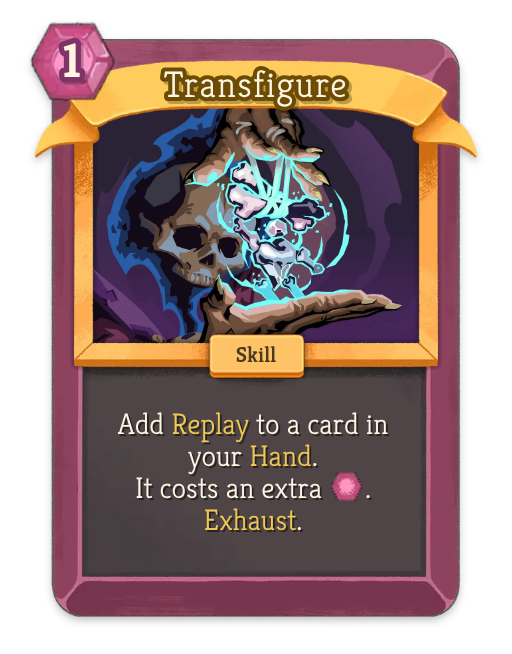 1
Transfigure
Skill
Add Replay to a card in
your Hand.
It costs an extra .
Exhaust.